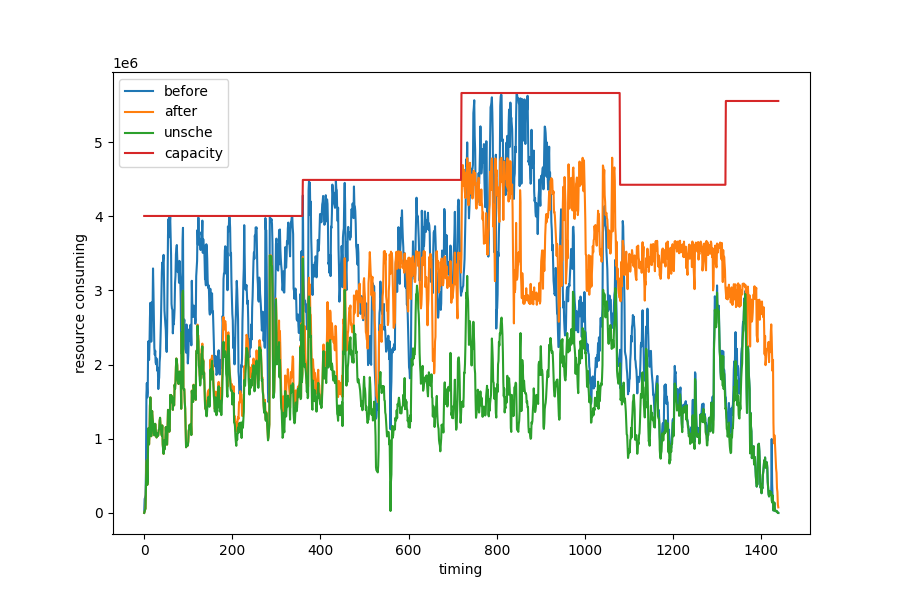 1e6
before
after
unsche
capacity
5
4
3
2
1
0
resource consuming
0 200 400 600 800 1000 1200 1400
timing